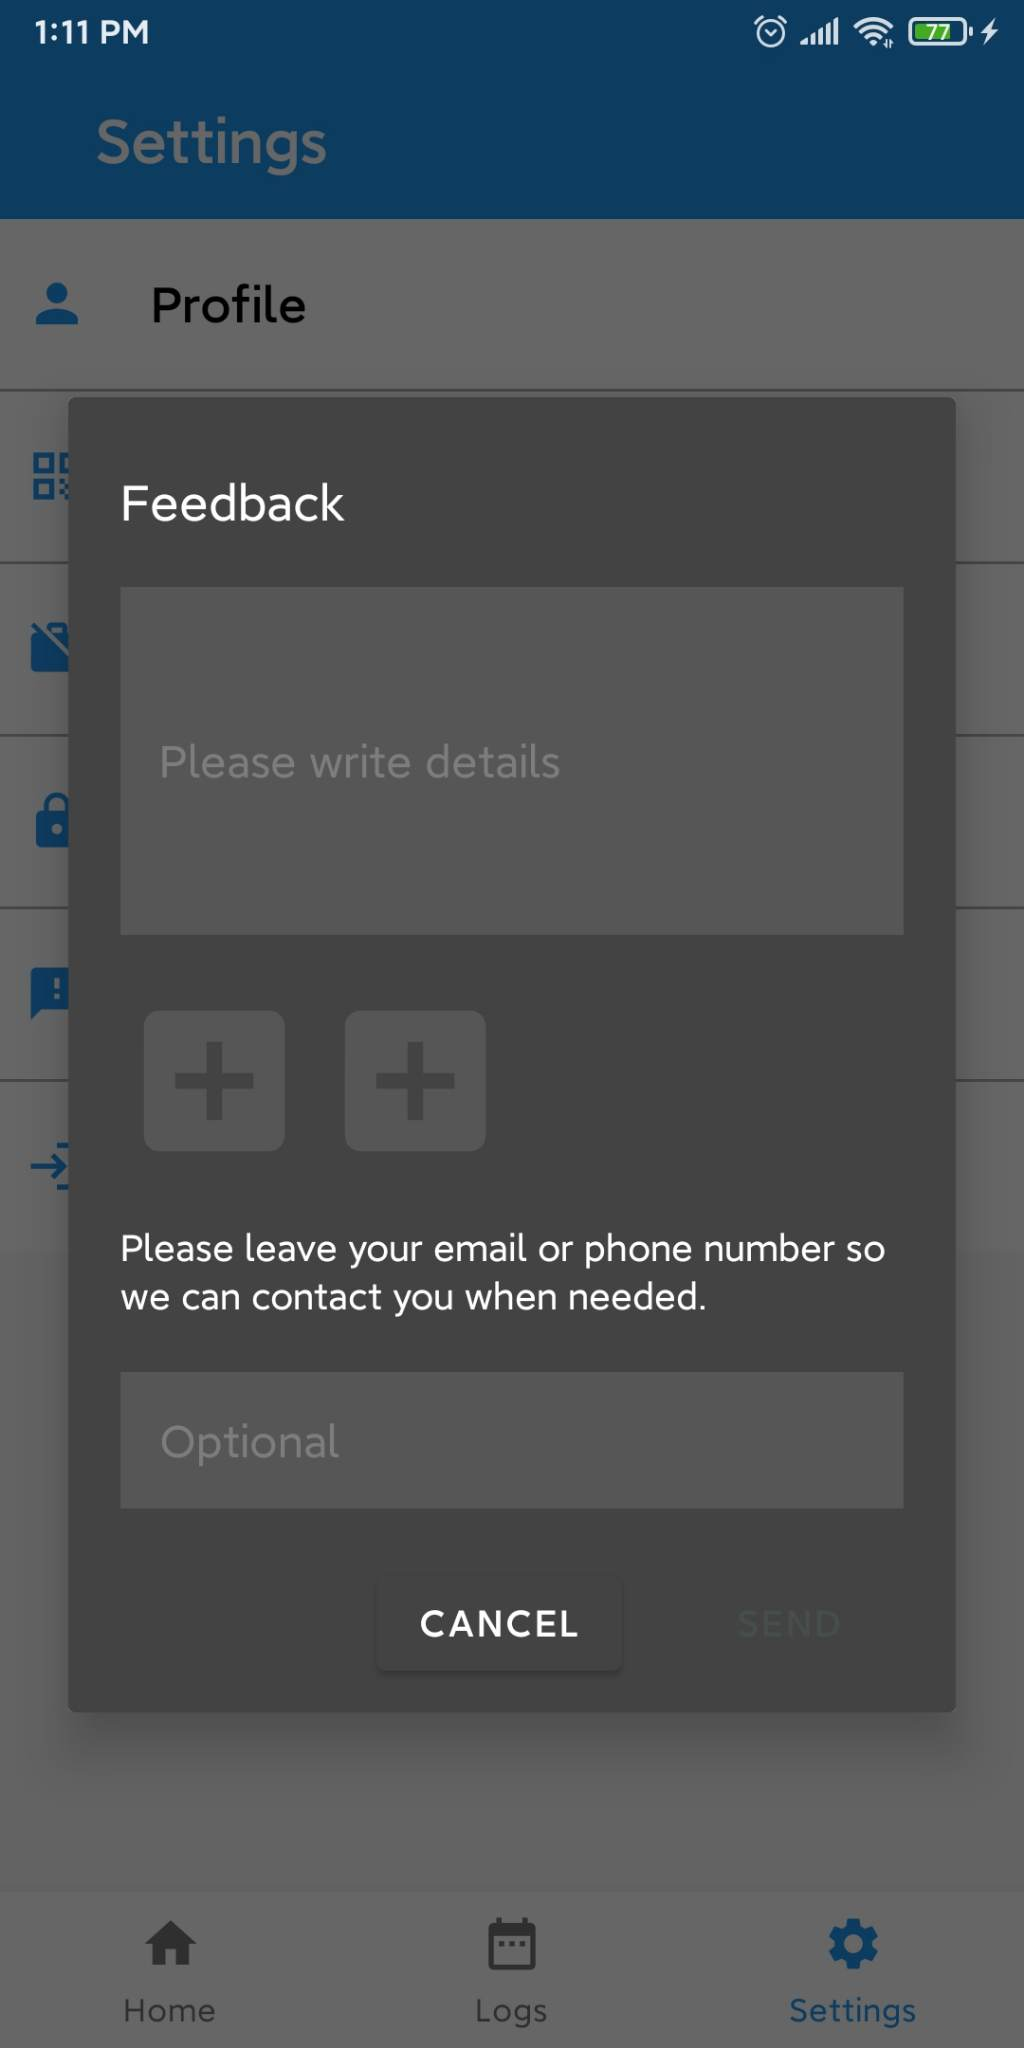 1:11 PM
77
Settings
Profile
Feedback
Please write details
Please leave your email or phone number so
we can contact you when needed.
Optional
CANCEL
SEND
Home
Logs
Settings